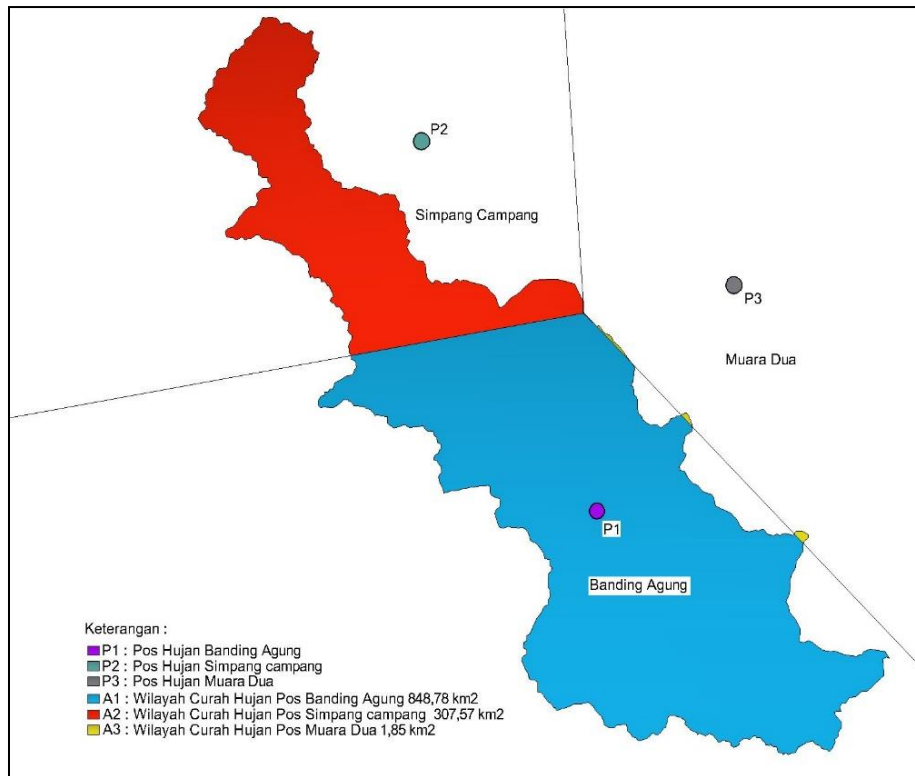 P2
Simpang Campang
P3
Muara Dua
P1
Banding Agung
Keterangan :
P1 : Pos Hujan Banding Agung
P2 : Pos Hujan Simpang campang
P3 : Pos Hujan Muara Dua
A1 : Wilayah Curah Hujan Pos Banding Agung 848,78 km2
A2 : Wilayah Curah Hujan Pos Simpang campang 307,57 km2
A3 : Wilayah Curah Hujan Pos Muara Dua 1,85 km2